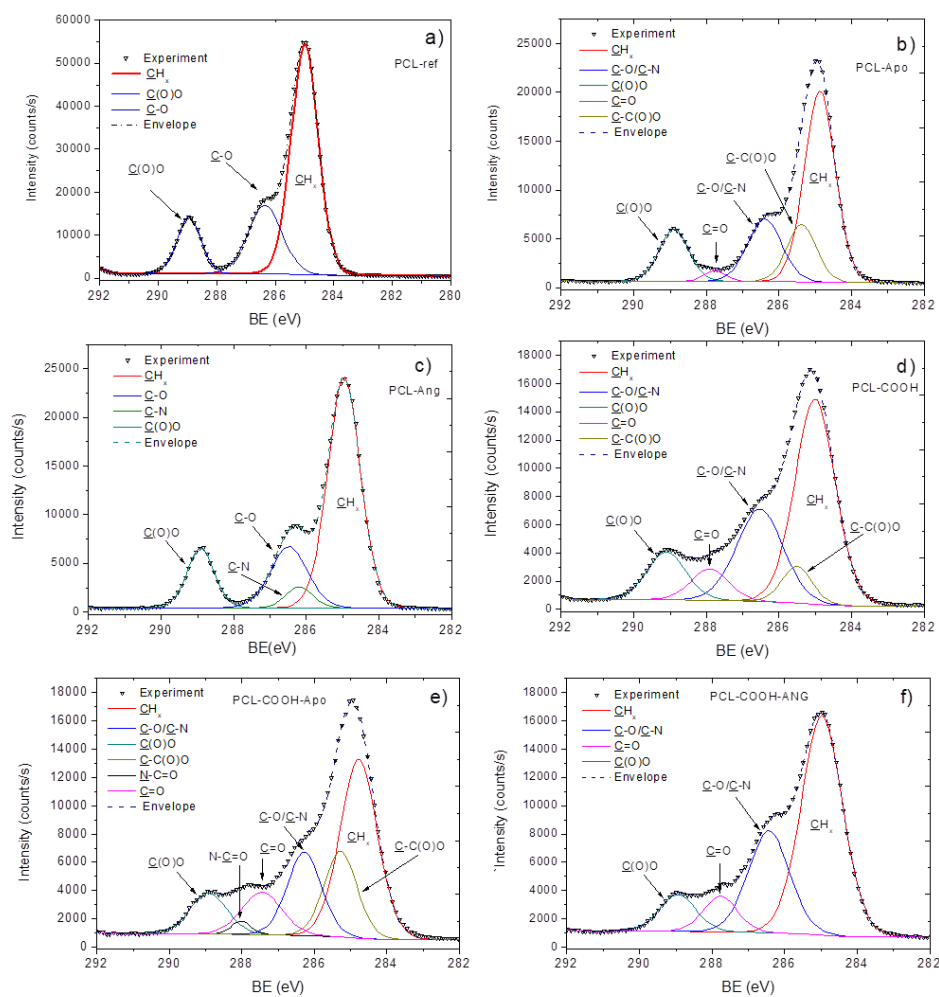 a)
PCL-ref
Experiment
CHₓ
C(O)O
C-O
Envelope
C(O)O
C-O
CHₓ
Intensity (counts/s)
60000
50000
40000
30000
20000
10000
0
292 290 288 286 284 282 280
BE (eV)
b)
PCL-Apo
Experiment
CHₓ
C-O/C-N
C(O)O
C=O
C-C(O)O
Envelope
C-C(O)O
C-O/C-N
C(O)O
C=O
CHₓ
Intensity (counts)
25000
20000
15000
10000
5000
0
292 290 288 286 284 282
BE (eV)
c)
PCL-Ang
Experiment
CHₓ
C-O
C-N
C(O)O
Envelope
C(O)O
C-O
C-N
CHₓ
Intensity (counts/s)
25000
20000
15000
10000
5000
0
292 290 288 286 284 282
BE(eV)
d)
PCL-COOH
Experiment
CHₓ
C-O/C-N
C(O)O
C=O
C-C(O)O
Envelope
C-O/C-N
C(O)O
C=O
CHₓ
C-C(O)O
Intensity (counts/s)
18000
16000
14000
12000
10000
8000
6000
4000
2000
0
292 290 288 286 284 282
BE (eV)
e)
PCL-COOH-Apo
Experiment
CHₓ
C-O/C-N
C(O)O
C-C(O)O
N-C=O
C=O
Envelope
C-O/C-N
C=O
N-C=O
C(O)O
CHₓ
C-C(O)O
Intensity (counts/s)
18000
16000
14000
12000
10000
8000
6000
4000
2000
0
292 290 288 286 284 282
BE (eV)
f)
PCL-COOH-ANG
Experiment
CHₓ
C-O/C-N
C=O
C(O)O
Envelope
C-O/C-N
C(O)O
C=O
CHₓ
`Intensity (counts/s)
18000
16000
14000
12000
10000
8000
6000
4000
2000
0
292 290 288 286 284 282
BE (eV)